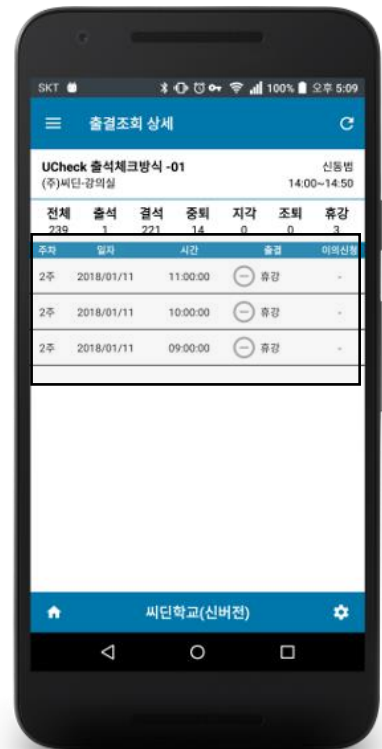 SKT 100% 오후 5:09
출결조회 상세
UCheck 출석체크방식 -01 신동범
(주)씨딘-강의실 14:00~14:50
전체 출석 결석 중퇴 지각 조퇴 휴강
239 1 221 14 0 0 3
주차 일자 시간 출결 이의신청
2주 2018/01/11 11:00:00 휴강 -
2주 2018/01/11 10:00:00 휴강 -
2주 2018/01/11 09:00:00 휴강 -
씨딘학교(신버전)